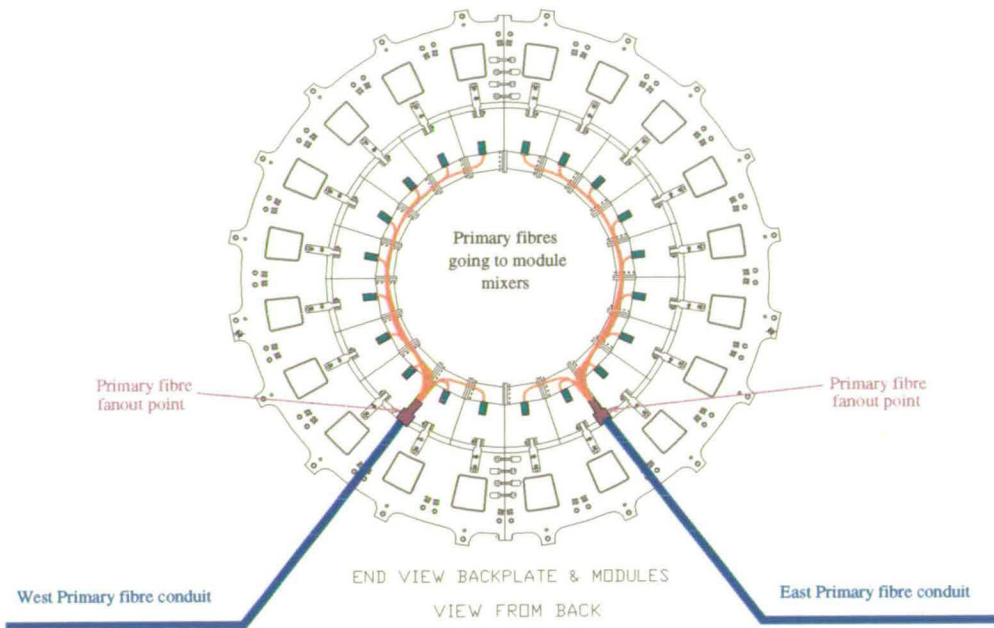 Primary fibres
going to module
mixers
Primary fibre
fanout point
Primary fibre
fanout point
END VIEW BACKPLATE & MODULES
VIEW FROM BACK
West Primary fibre conduit
East Primary fibre conduit